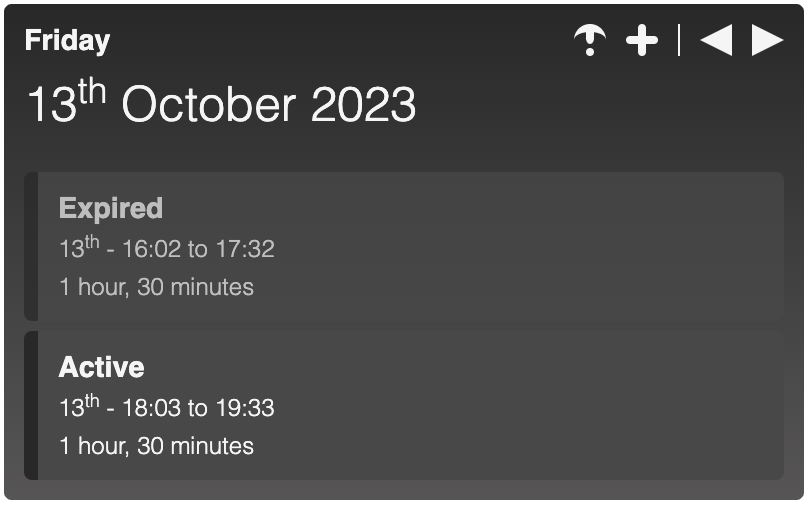 Friday
13th October 2023
Expired
13th - 16:02 to 17:32
1 hour, 30 minutes
Active
13th - 18:03 to 19:33
1 hour, 30 minutes